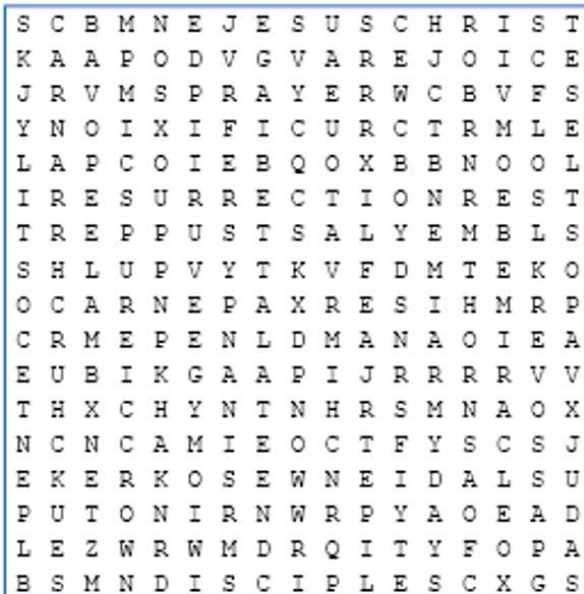 S C B M N E J E S U S C H R I S T
K A A P O D V G V A R E J O I C E
J R V M S P R A Y E R W C B V F S
Y N O I X I F I C U R C T R M L E
L A P C O I E B Q O X B B N O O L
I R E S U R R E C T I O N R E S T
T R E P P U S T S A L Y E M B L S
S H L U P V Y T K V F D M T E K O
O C A R N E P A X R E S I H M R P
C R M E P E N L D M A N A O I E A
E U B I K G A A P I J R R R R V V
T H X C H Y N T N H R S M N A O X
N C N C A M I E O C T F Y S C S J
E K E R K O S E W N E I D A L S U
P U T O N I R N W R P Y A O E A D
L E Z W R W M D R Q I T Y F O P A
B S M N D I S C I P L E S C X G S